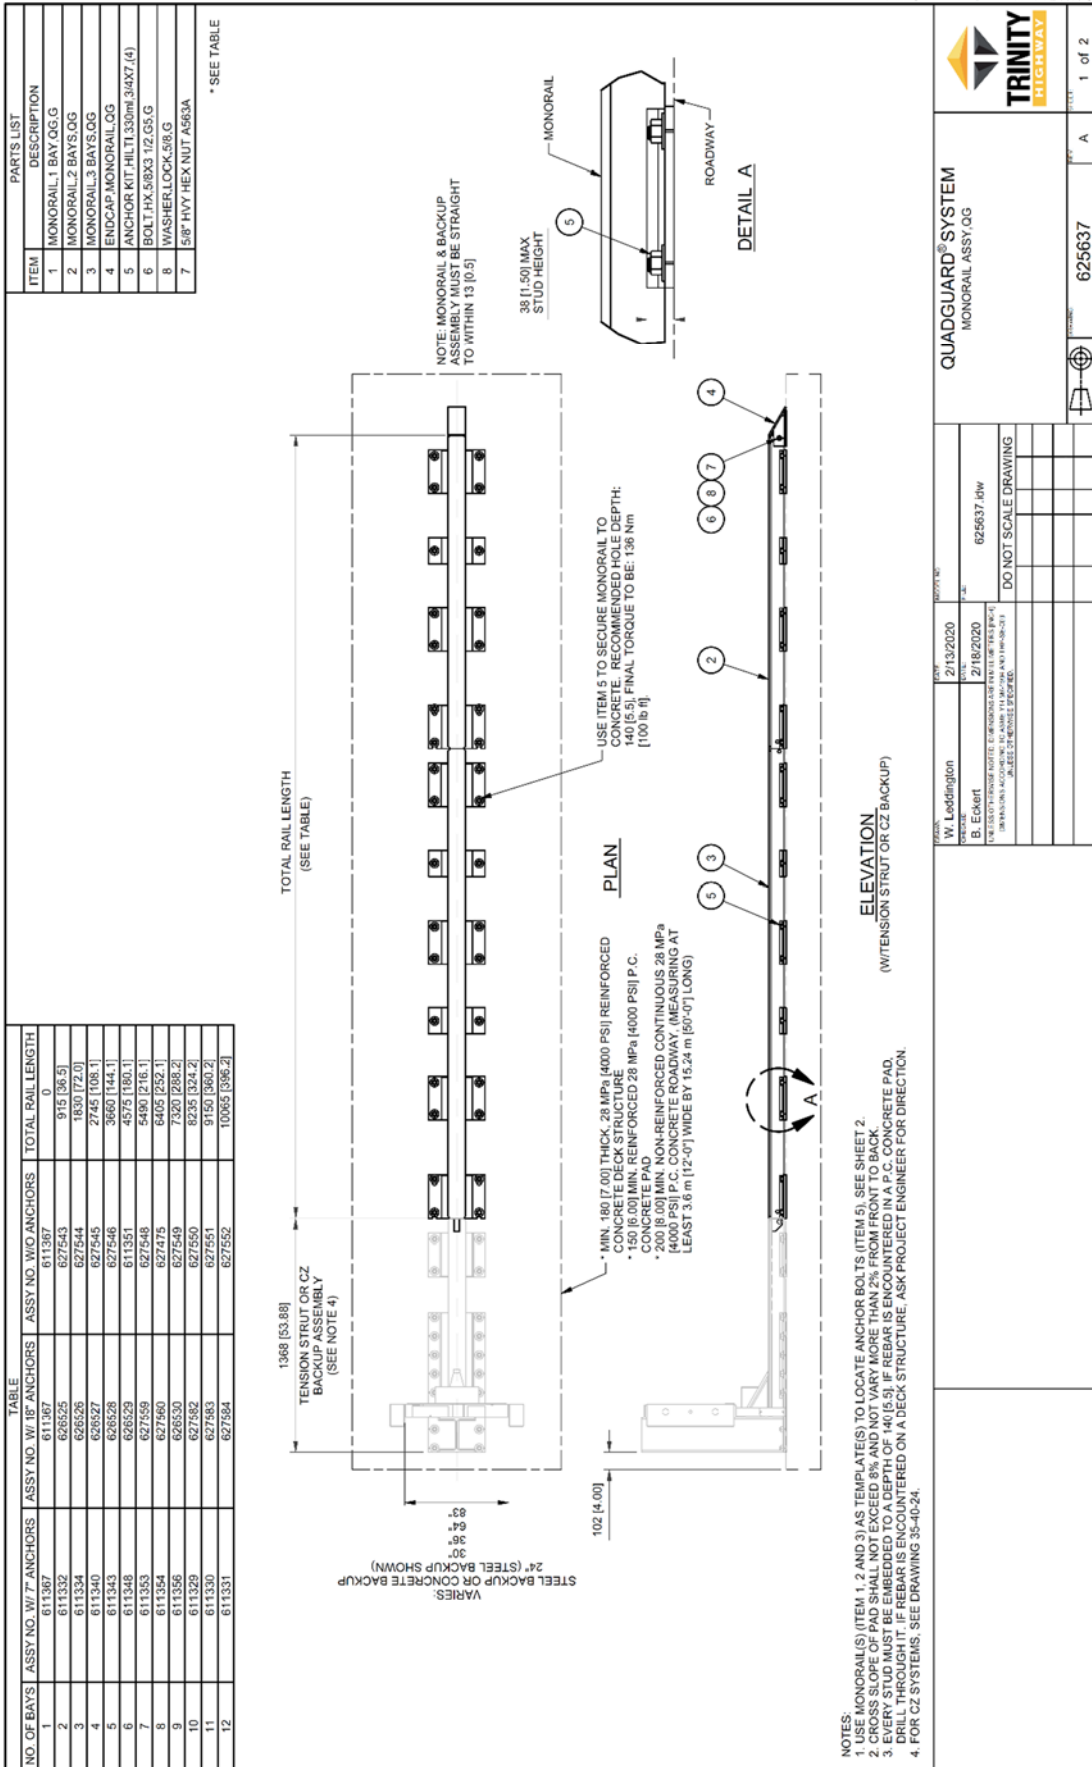 TABLE
NO. OF BAYS ASSY NO. W/ 7" ANCHORS ASSY NO. W/ 18" ANCHORS ASSY NO. W/O ANCHORS TOTAL RAIL LENGTH
1 611367 611367 611367 0
2 611332 626525 627543 915 [36.5]
3 611334 626526 627544 1830 [72.0]
4 611340 626527 627545 2745 [108.1]
5 611343 626528 627546 3660 [144.1]
6 611348 626529 611351 4575 [180.1]
7 611353 627559 627548 5490 [216.1]
8 611354 627560 627475 6405 [252.1]
9 611356 626530 627549 7320 [288.2]
10 611329 627582 627550 8235 [324.2]
11 611330 627583 627551 9150 [360.2]
12 611331 627584 627552 10065 [396.2]
PARTS LIST
ITEM DESCRIPTION
1 MONORAIL,1 BAY,QG,G
2 MONORAIL,2 BAYS,QG
3 MONORAIL,3 BAYS,QG
4 ENDCAP,MONORAIL,QG
5 ANCHOR KIT,HILTI,330ml,3/4X7,(4)
6 BOLT,HX,5/8X3 1/2,G5,G
8 WASHER,LOCK,5/8,G
7 5/8" HVY HEX NUT A563A
* SEE TABLE
1368 [53.88]
TENSION STRUT OR CZ
BACKUP ASSEMBLY
(SEE NOTE 4)
TOTAL RAIL LENGTH
(SEE TABLE)
NOTE: MONORAIL & BACKUP
ASSEMBLY MUST BE STRAIGHT
TO WITHIN 13 [0.5]
VARIES:
STEEL BACKUP OR CONCRETE BACKUP
24" (STEEL BACKUP SHOWN)
30"
36"
64"
83"
USE ITEM 5 TO SECURE MONORAIL TO
CONCRETE. RECOMMENDED HOLE DEPTH:
140 [5.5], FINAL TORQUE TO BE: 136 Nm
[100 lb ft].
PLAN
* MIN. 180 [7.00] THICK, 28 MPa [4000 PSI] REINFORCED
CONCRETE DECK STRUCTURE
* 150 [6.00] MIN. REINFORCED 28 MPa [4000 PSI] P.C.
CONCRETE PAD
* 200 [8.00] MIN. NON-REINFORCED CONTINUOUS 28 MPa
[4000 PSI] P.C. CONCRETE ROADWAY, (MEASURING AT
LEAST 3.6 m [12'-0"] WIDE BY 15.24 m [50'-0"] LONG)
38 [1.50] MAX
STUD HEIGHT
5
MONORAIL
ROADWAY
DETAIL A
102 [4.00]
A
5
3
2
6
8
7
4
ELEVATION
(W/TENSION STRUT OR CZ BACKUP)
NOTES:
1. USE MONORAIL(S) (ITEM 1, 2 AND 3) AS TEMPLATE(S) TO LOCATE ANCHOR BOLTS (ITEM 5), SEE SHEET 2.
2. CROSS SLOPE OF PAD SHALL NOT EXCEED 8% AND NOT VARY MORE THAN 2% FROM FRONT TO BACK.
3. EVERY STUD MUST BE EMBEDDED TO A DEPTH OF 140 [5.5]. IF REBAR IS ENCOUNTERED IN A P.C. CONCRETE PAD,
DRILL THROUGH IT. IF REBAR IS ENCOUNTERED ON A DECK STRUCTURE, ASK PROJECT ENGINEER FOR DIRECTION.
4. FOR CZ SYSTEMS, SEE DRAWING 35-40-24.
W. Leddington
DATE
2/13/2020
B. Eckert
2/18/2020
625637.idw
DO NOT SCALE DRAWING
QUADGUARD® SYSTEM
MONORAIL ASSY,QG
625637
A
1 of 2
TRINITY
HIGHWAY